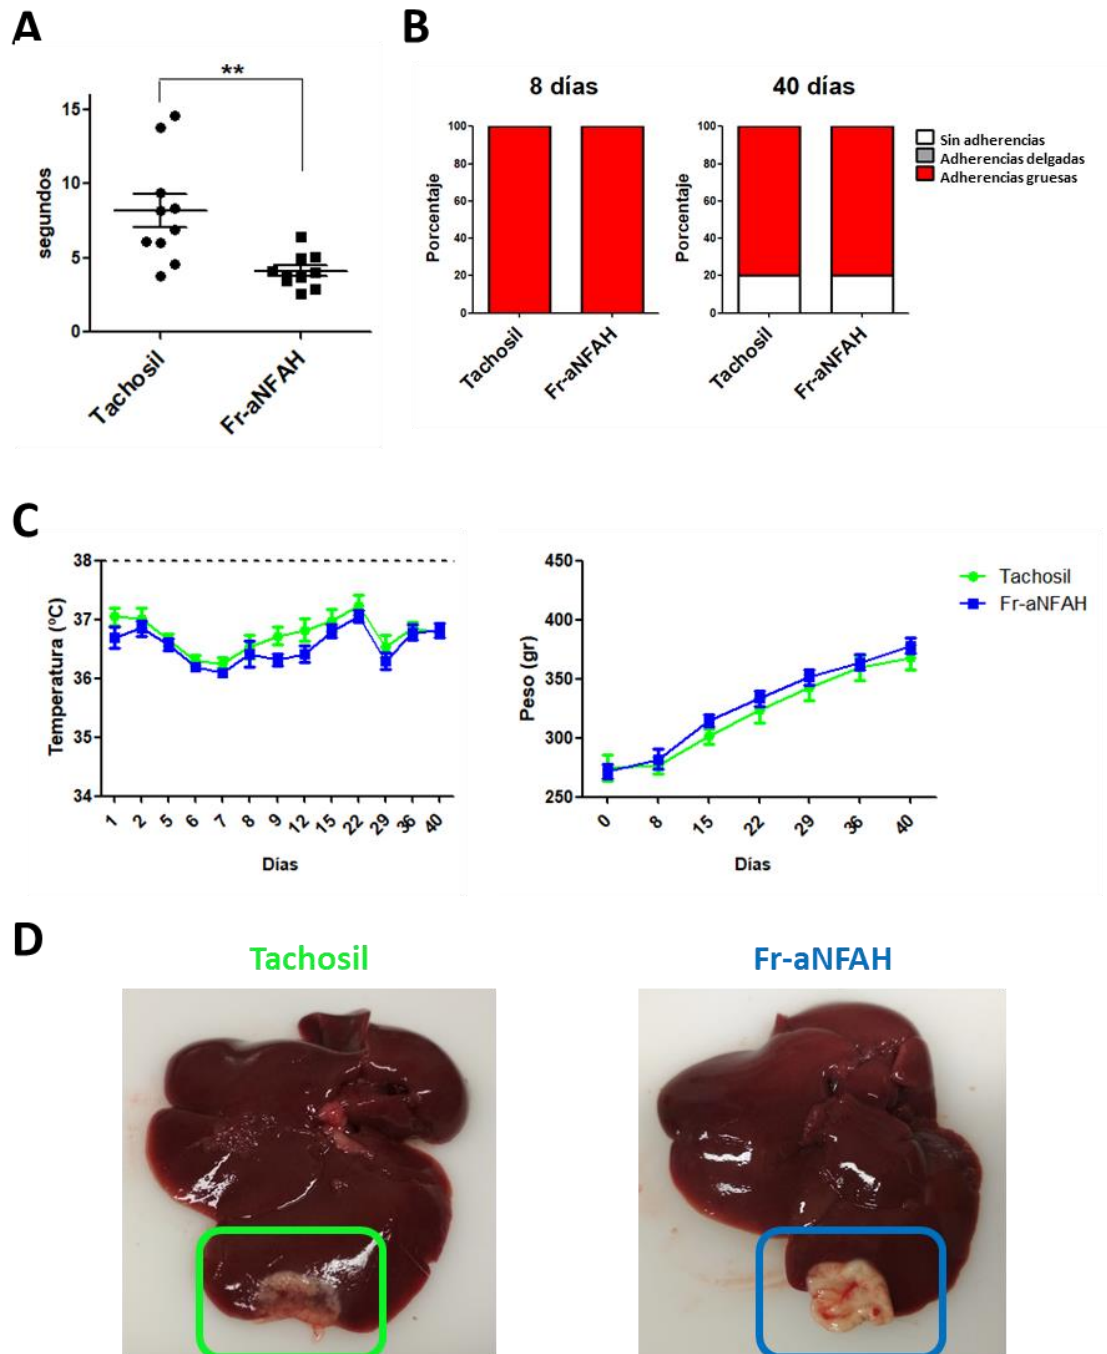 A
**
segundos
15
10
5
0
Tachosil
Fr-aNFAH
B
8 días
40 días
Porcentaje
100
80
60
40
20
0
Tachosil
Fr-aNFAH
Porcentaje
100
80
60
40
20
0
Tachosil
Fr-aNFAH
Sin adherencias
Adherencias delgadas
Adherencias gruesas
C
Temperatura (ºC)
38
37
36
35
34
1 2 5 6 7 8 9 12 15 22 29 36 40
Días
Peso (gr)
450
400
350
300
250
0 8 15 22 29 36 40
Días
Tachosil
Fr-aNFAH
D
Tachosil
Fr-aNFAH